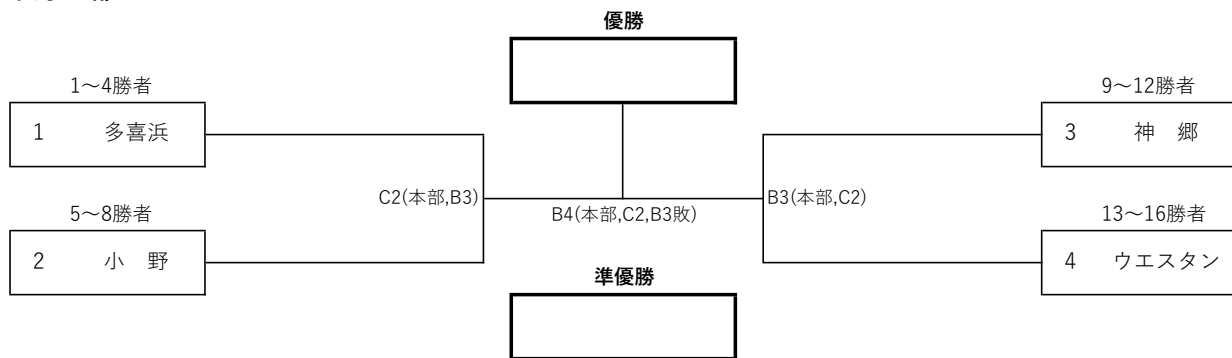 優勝
1～4勝者
9～12勝者
1 多喜浜
3 神 郷
C2(本部,B3)
B4(本部,C2,B3敗)
B3(本部,C2)
5～8勝者
13～16勝者
2 小 野
4 ウエスタン
準優勝